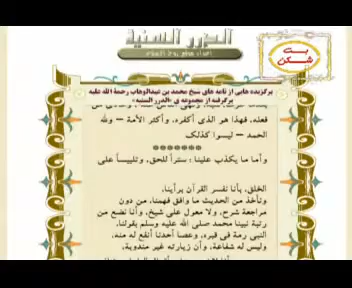 الدرر السنية
بت شكن
برگزیده هایی از نامه های شیخ محمد بن عبدالوهاب رحمة الله علیه
برگرفته از مجموعه ی «الدرر السنیة»
فعله، فهذا هو الذي أكفره، وأكثر الأمة – ولله
الحمد – ليسوا كذلك
*******
وأما ما يكذب علينا : ستراً للحق، وتلبيساً على
الخلق، بأنا نفسر القرآن برأينا،
ونأخذ من الحديث ما وافق فهمنا، من دون
مراجعة شرح، ولا معول على شيخ، وأنا نضع من
رتبة نبينا محمد صلى الله عليه وسلم بقولنا،
النبي رمة في قبره، وعصا أحدنا أنفع له منه،
وليس له شفاعة، وأن زيارته غير مندوبة،